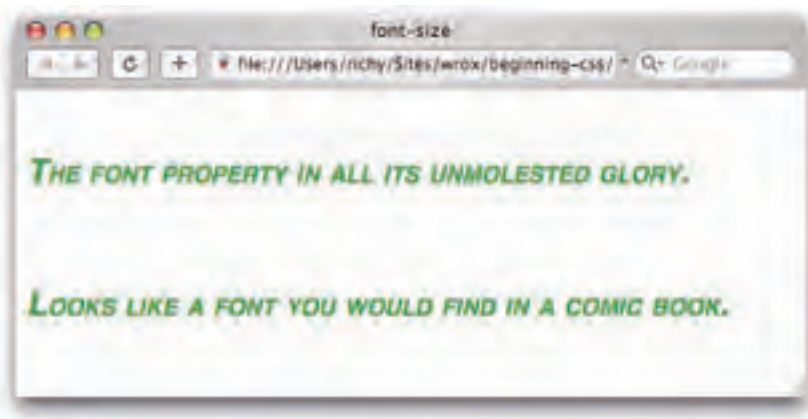 font-size
file:///Users/richy/Sites/wrox/beginning-css/ Google
The font property in all its unmolested glory.
Looks like a font you would find in a comic book.